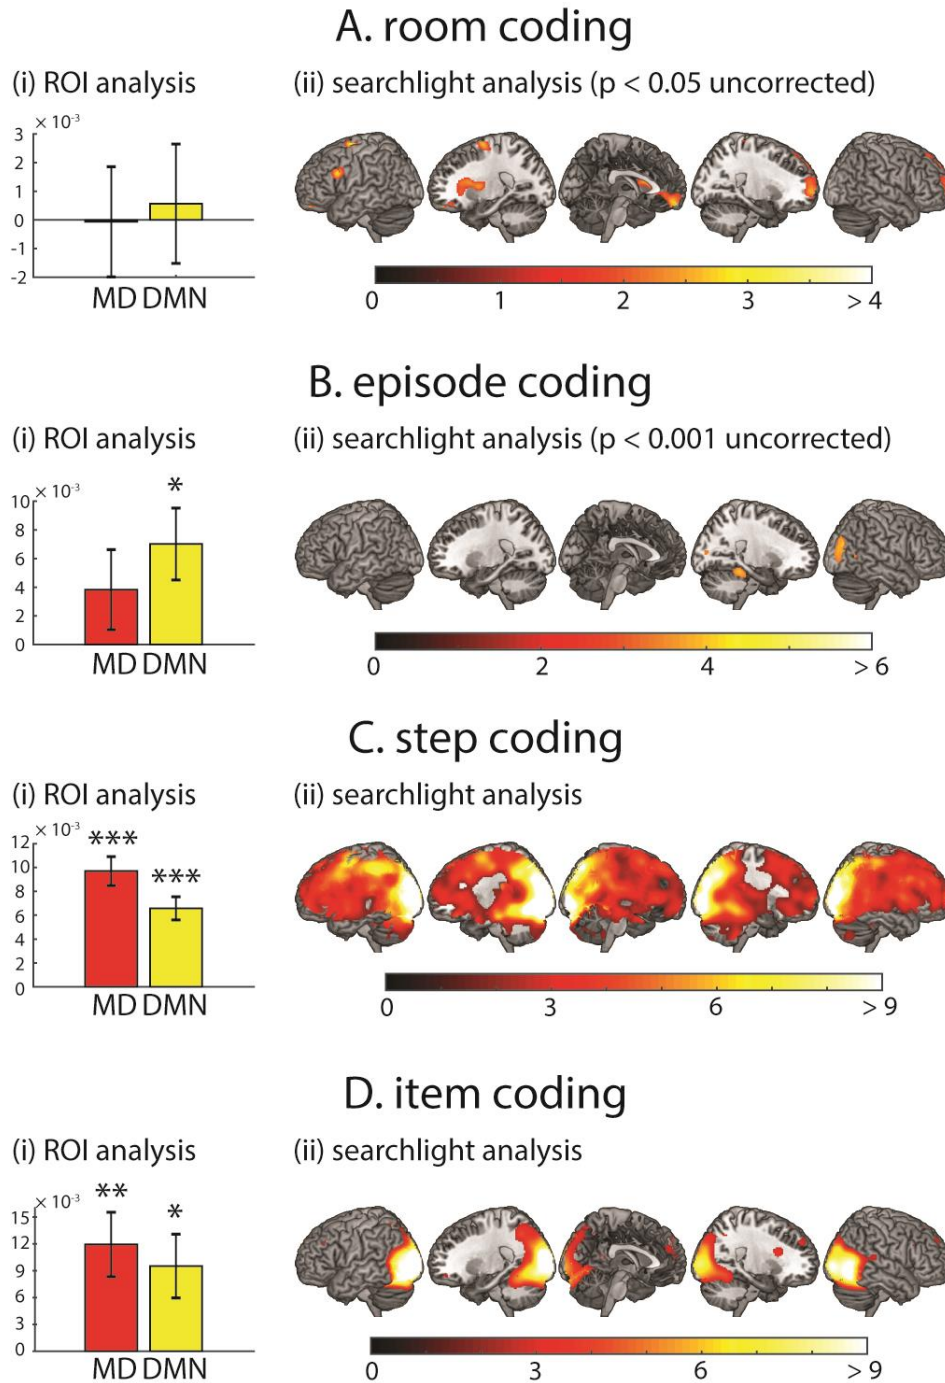 A. room coding
(i) ROI analysis
(ii) searchlight analysis (p < 0.05 uncorrected)
× 10⁻³
3
2
1
0
-1
-2
MD DMN
0 1 2 3 > 4
B. episode coding
(i) ROI analysis
(ii) searchlight analysis (p < 0.001 uncorrected)
× 10⁻³
*
10
8
6
4
2
0
MD DMN
0 2 4 > 6
C. step coding
(i) ROI analysis
(ii) searchlight analysis
× 10⁻³
***
***
12
10
8
6
4
2
0
MD DMN
0 3 6 > 9
D. item coding
(i) ROI analysis
(ii) searchlight analysis
× 10⁻³
**
*
15
12
9
6
3
0
MD DMN
0 3 6 > 9